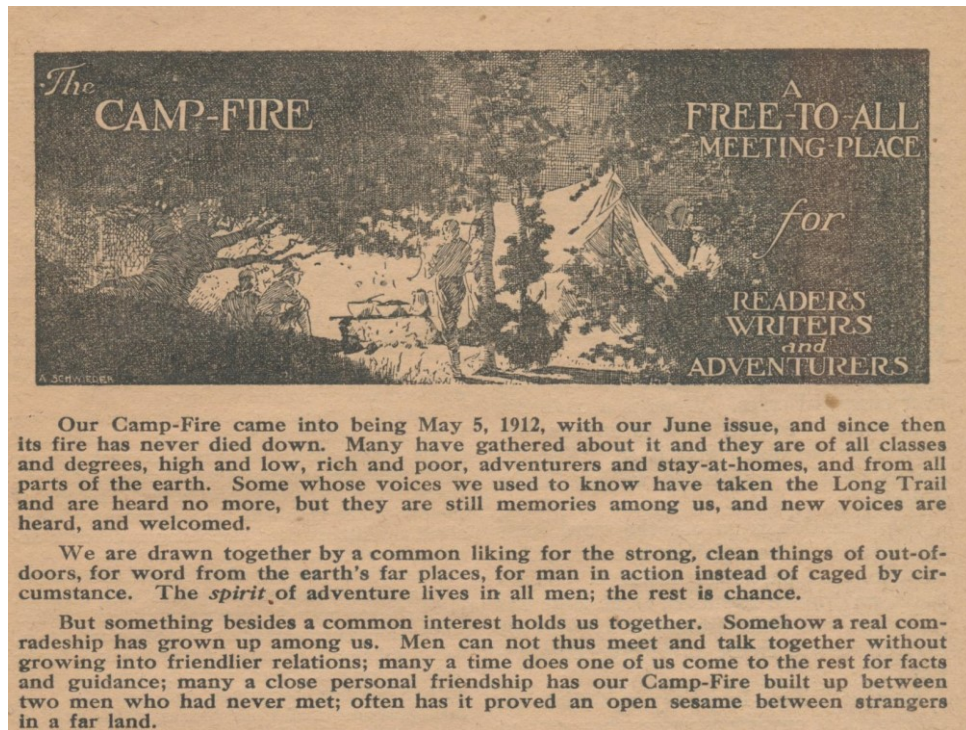 The
CAMP-FIRE
A
FREE-TO-ALL
MEETING-PLACE
for
READERS
WRITERS
and
ADVENTURERS
A SCHWIEDER
Our Camp-Fire came into being May 5, 1912, with our June issue, and since then
its fire has never died down. Many have gathered about it and they are of all classes
and degrees, high and low, rich and poor, adventurers and stay-at-homes, and from all
parts of the earth. Some whose voices we used to know have taken the Long Trail
and are heard no more, but they are still memories among us, and new voices are
heard, and welcomed.
We are drawn together by a common liking for the strong, clean things of out-of-
doors, for word from the earth's far places, for man in action instead of caged by cir-
cumstance. The spirit of adventure lives in all men; the rest is chance.
But something besides a common interest holds us together. Somehow a real com-
radeship has grown up among us. Men can not thus meet and talk together without
growing into friendlier relations; many a time does one of us come to the rest for facts
and guidance; many a close personal friendship has our Camp-Fire built up between
two men who had never met; often has it proved an open sesame between strangers
in a far land.